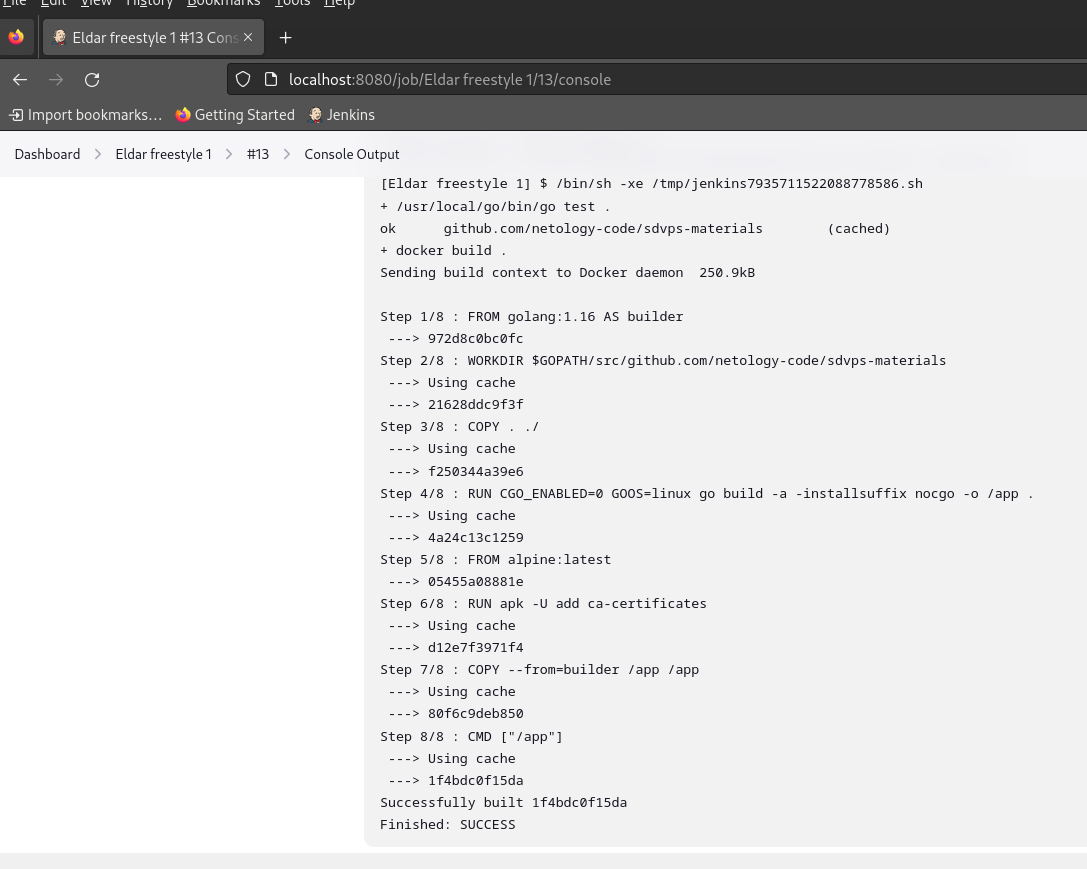 File Edit View History Bookmarks Tools Help
Eldar freestyle 1 #13 Cons
localhost:8080/job/Eldar freestyle 1/13/console
Import bookmarks... Getting Started Jenkins
Dashboard > Eldar freestyle 1 > #13 > Console Output
[Eldar freestyle 1] $ /bin/sh -xe /tmp/jenkins7935711522088778586.sh
+ /usr/local/go/bin/go test .
ok      github.com/netology-code/sdvps-materials        (cached)
+ docker build .
Sending build context to Docker daemon  250.9kB
Step 1/8 : FROM golang:1.16 AS builder
 ---> 972d8c0bc0fc
Step 2/8 : WORKDIR $GOPATH/src/github.com/netology-code/sdvps-materials
 ---> Using cache
 ---> 21628ddc9f3f
Step 3/8 : COPY . ./
 ---> Using cache
 ---> f250344a39e6
Step 4/8 : RUN CGO_ENABLED=0 GOOS=linux go build -a -installsuffix nocgo -o /app .
 ---> Using cache
 ---> 4a24c13c1259
Step 5/8 : FROM alpine:latest
 ---> 05455a08881e
Step 6/8 : RUN apk -U add ca-certificates
 ---> Using cache
 ---> d12e7f3971f4
Step 7/8 : COPY --from=builder /app /app
 ---> Using cache
 ---> 80f6c9deb850
Step 8/8 : CMD ["/app"]
 ---> Using cache
 ---> 1f4bdc0f15da
Successfully built 1f4bdc0f15da
Finished: SUCCESS